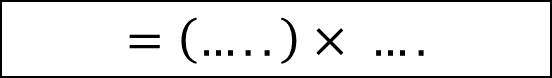 = (… . . ) × … .